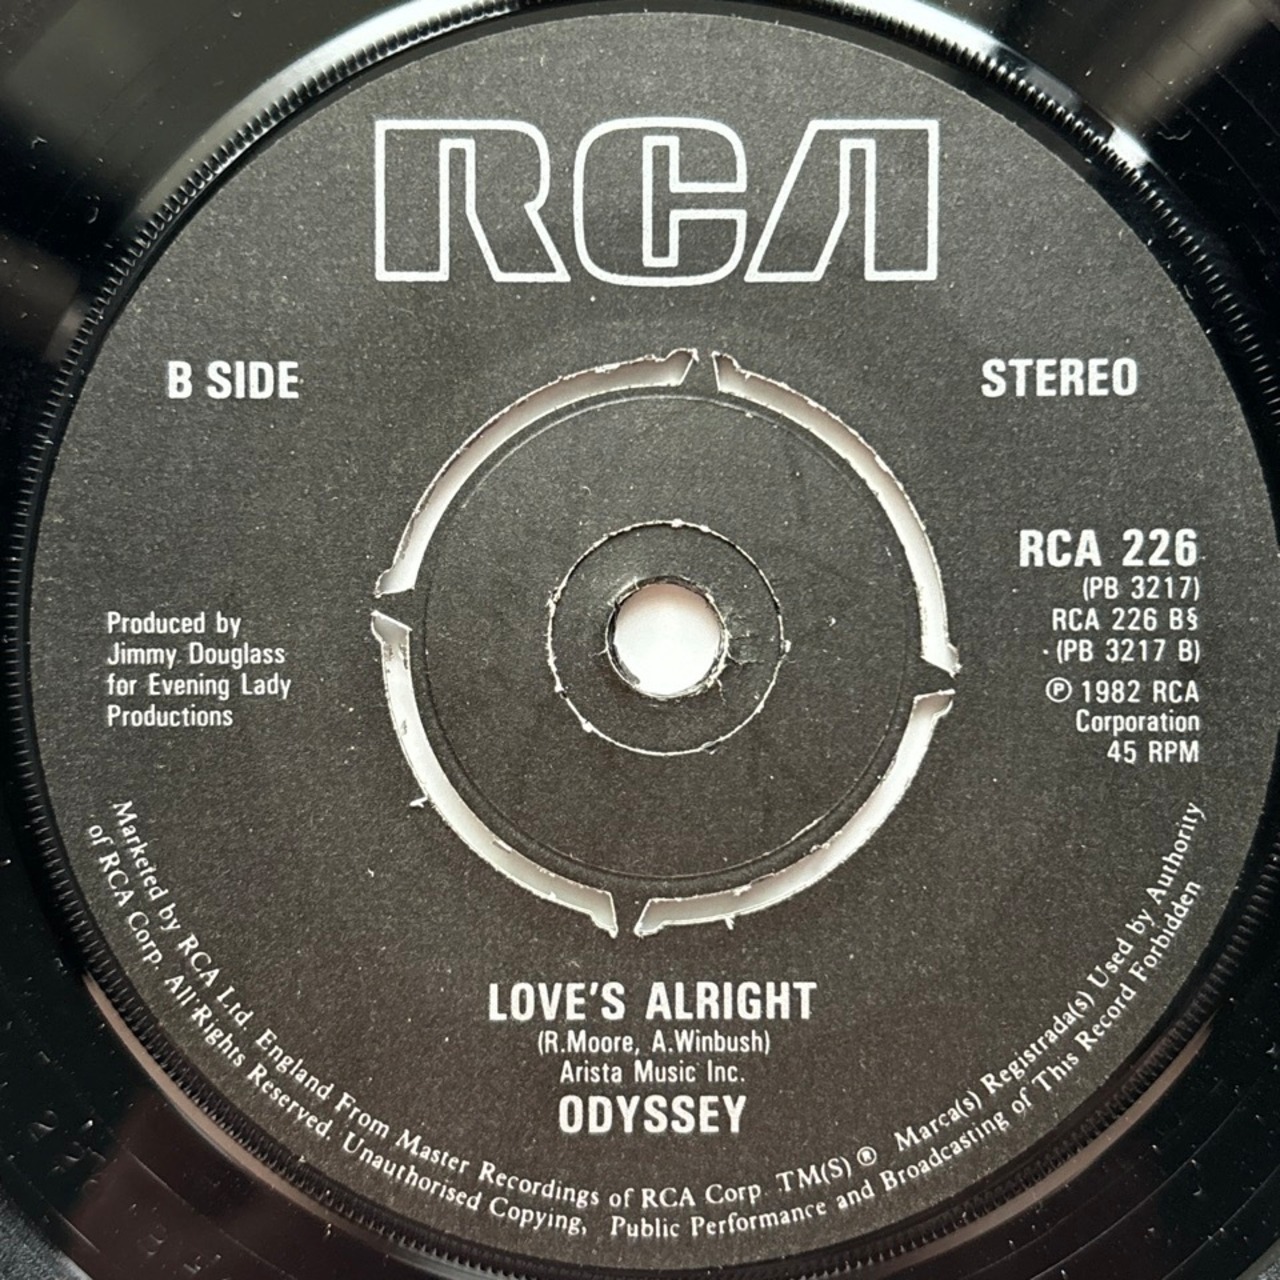 RCA
B SIDE
STEREO
RCA 226
(PB 3217)
RCA 226 B§
(PB 3217 B)
℗ 1982 RCA
Corporation
45 RPM
Produced by
Jimmy Douglass
for Evening Lady
Productions
LOVE'S ALRIGHT
(R.Moore, A.Winbush)
Arista Music Inc.
ODYSSEY
Marketed by RCA Ltd. England From Master Recordings of RCA Corp TM(S) ® Marca(s) Registrada(s) Used by Authority
of RCA Corp. All Rights Reserved. Unauthorised Copying, Public Performance and Broadcasting of This Record Forbidden